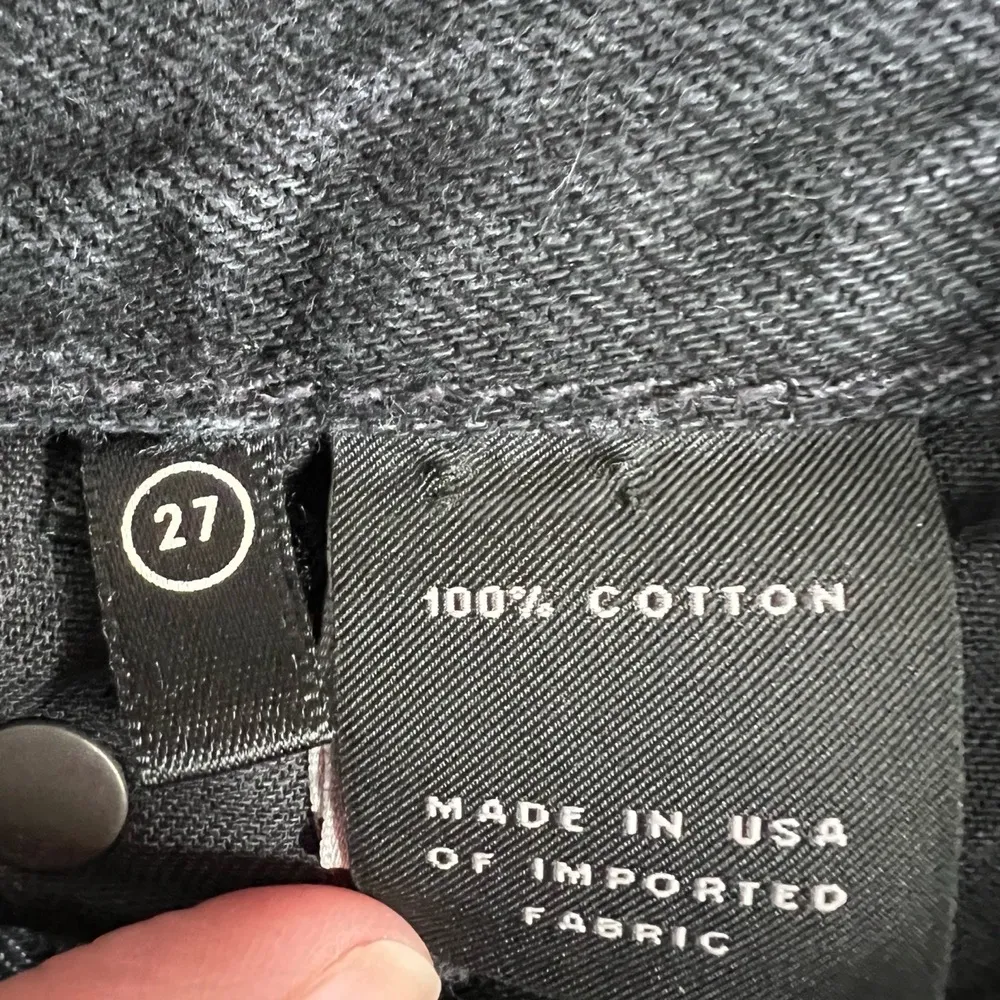 27
100% COTTON
MADE IN USA
OF IMPORTED
FABRIC